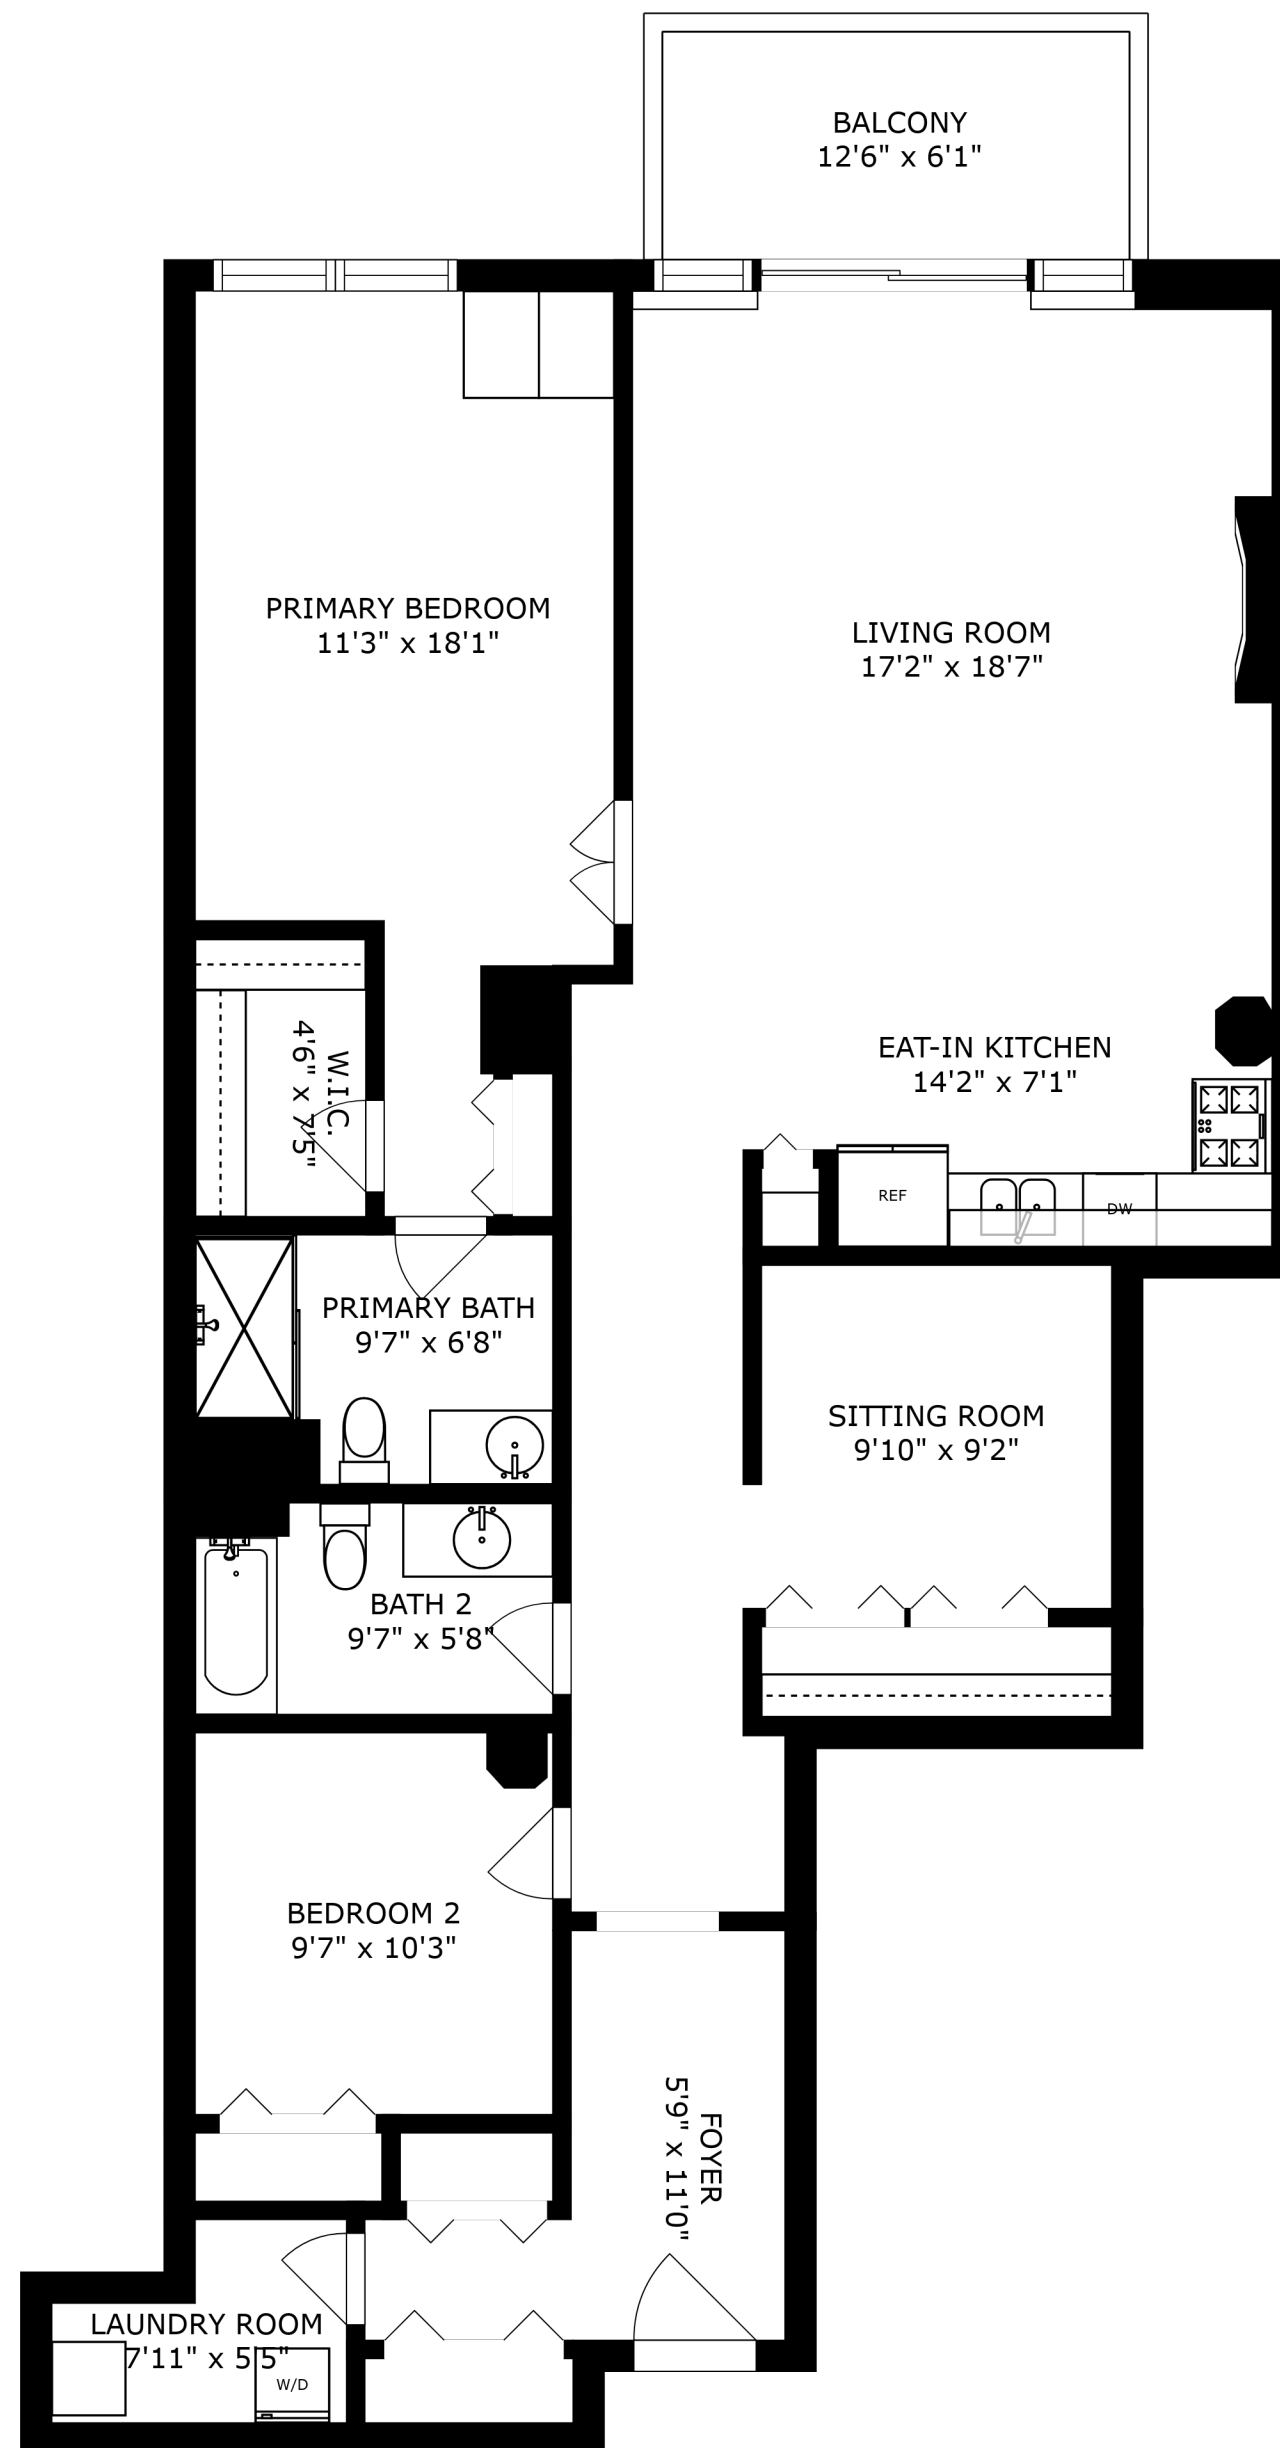 BALCONY
12'6" x 6'1"
PRIMARY BEDROOM
11'3" x 18'1"
LIVING ROOM
17'2" x 18'7"
W.I.C.
4'6" x 7'5"
EAT-IN KITCHEN
14'2" x 7'1"
REF
DW
PRIMARY BATH
9'7" x 6'8"
SITTING ROOM
9'10" x 9'2"
BATH 2
9'7" x 5'8"
BEDROOM 2
9'7" x 10'3"
FOYER
5'9" x 11'0"
LAUNDRY ROOM
7'11" x 5'5"
W/D